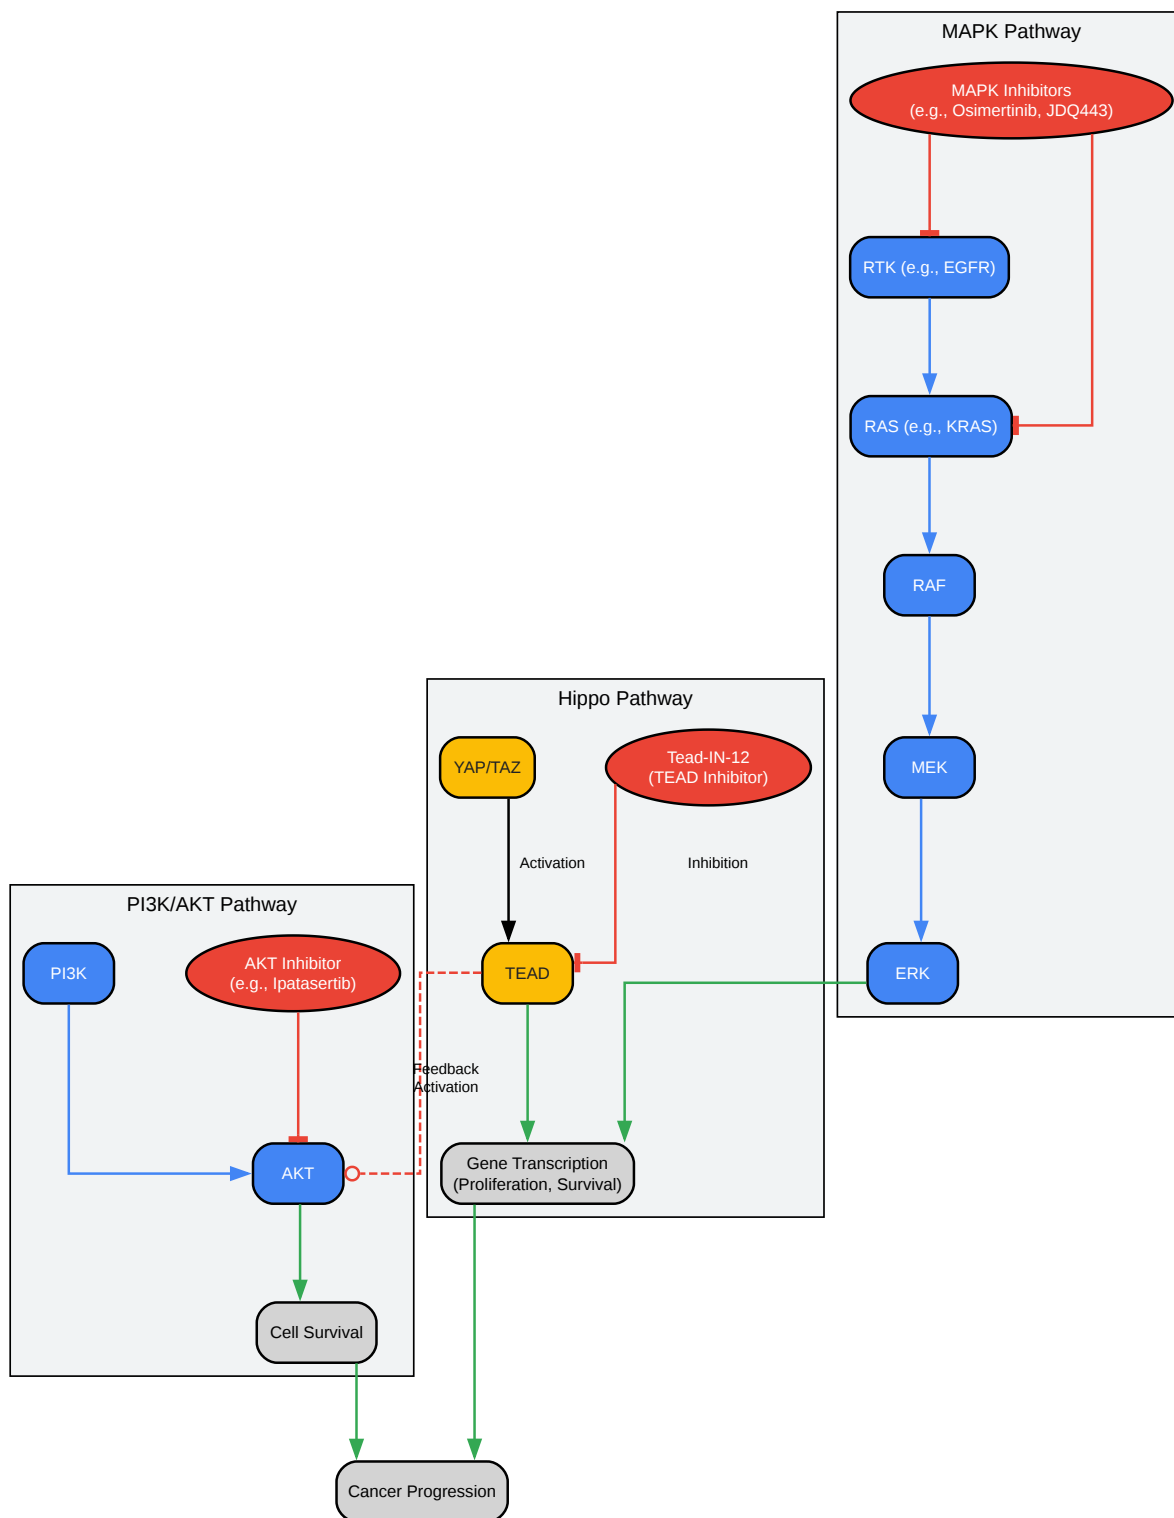 MAPK Pathway
MAPK Inhibitors
(e.g., Osimertinib, JDQ443)
RTK (e.g., EGFR)
RAS (e.g., KRAS)
RAF
MEK
ERK
Hippo Pathway
YAP/TAZ
Tead-IN-12
(TEAD Inhibitor)
Activation
Inhibition
TEAD
Feedback
Activation
Gene Transcription
(Proliferation, Survival)
PI3K/AKT Pathway
PI3K
AKT Inhibitor
(e.g., Ipatasertib)
AKT
Cell Survival
Cancer Progression